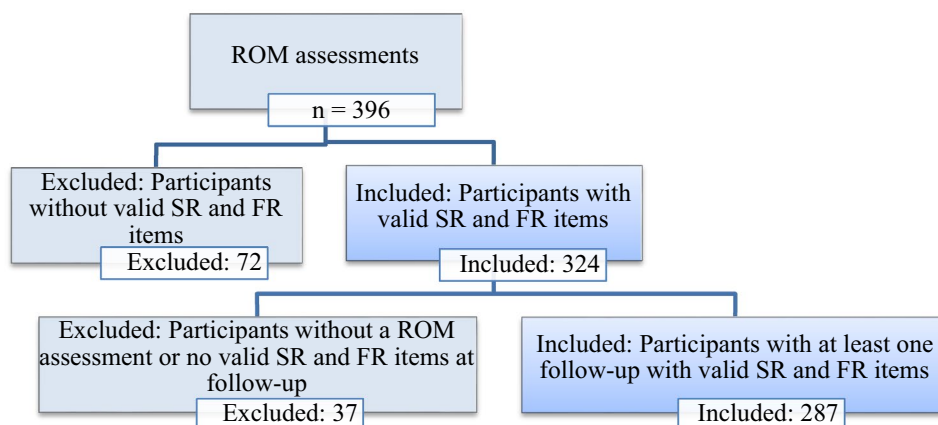 ROM assessments
n = 396
Excluded: Participants
without valid SR and FR
items
Excluded: 72
Included: Participants with
valid SR and FR items
Included: 324
Excluded: Participants without a ROM
assessment or no valid SR and FR items at
follow-up
Excluded: 37
Included: Participants with at least one
follow-up with valid SR and FR items
Included: 287